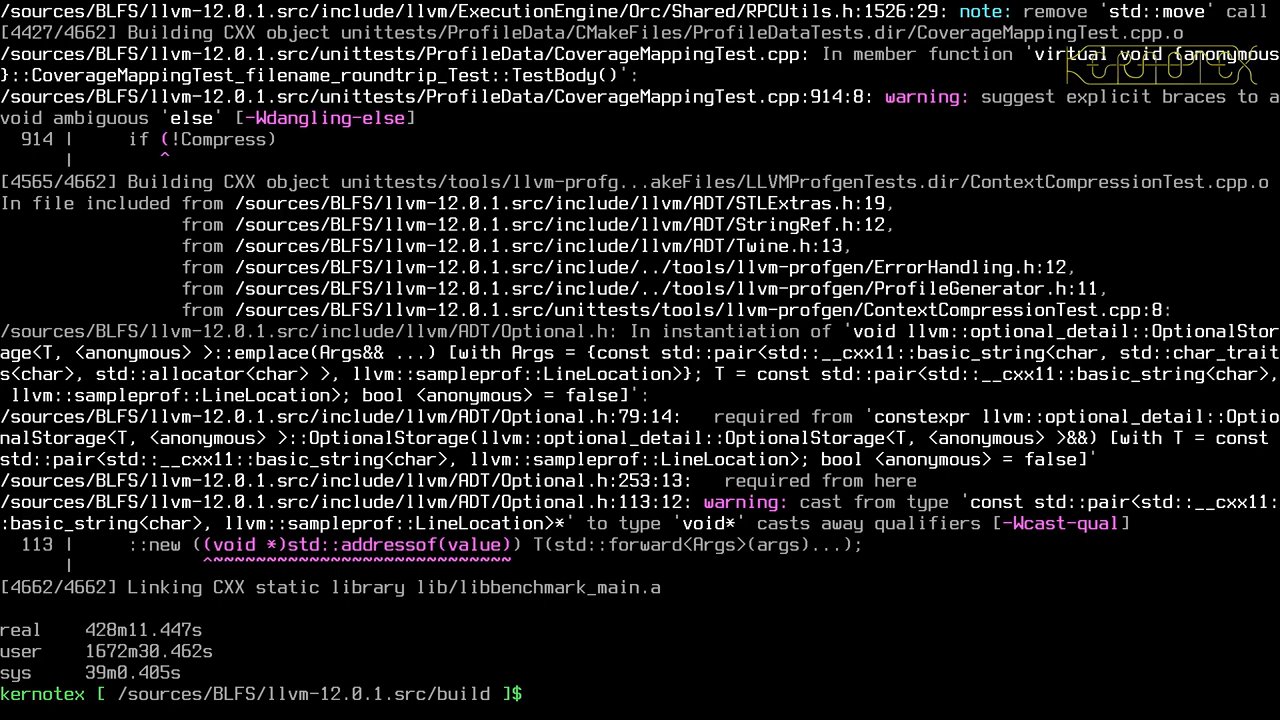 /sources/BLFS/llvm-12.0.1.src/include/llvm/ExecutionEngine/Orc/Shared/RPCUtils.h:1526:29: note: remove 'std::move' call
[4427/4662] Building CXX object unittests/ProfileData/CMakeFiles/ProfileDataTests.dir/CoverageMappingTest.cpp.o
/sources/BLFS/llvm-12.0.1.src/unittests/ProfileData/CoverageMappingTest.cpp: In member function 'virtual void {anonymous
}::CoverageMappingTest_filename_roundtrip_Test::TestBody()':
/sources/BLFS/llvm-12.0.1.src/unittests/ProfileData/CoverageMappingTest.cpp:914:8: warning: suggest explicit braces to a
void ambiguous 'else' [-Wdangling-else]
  914 |     if (!Compress)
      |        ^
[4565/4662] Building CXX object unittests/tools/llvm-profg...akeFiles/LLVMProfgenTests.dir/ContextCompressionTest.cpp.o
In file included from /sources/BLFS/llvm-12.0.1.src/include/llvm/ADT/STLExtras.h:19,
                 from /sources/BLFS/llvm-12.0.1.src/include/llvm/ADT/StringRef.h:12,
                 from /sources/BLFS/llvm-12.0.1.src/include/llvm/ADT/Twine.h:13,
                 from /sources/BLFS/llvm-12.0.1.src/include/../tools/llvm-profgen/ErrorHandling.h:12,
                 from /sources/BLFS/llvm-12.0.1.src/include/../tools/llvm-profgen/ProfileGenerator.h:11,
                 from /sources/BLFS/llvm-12.0.1.src/unittests/tools/llvm-profgen/ContextCompressionTest.cpp:8:
/sources/BLFS/llvm-12.0.1.src/include/llvm/ADT/Optional.h: In instantiation of 'void llvm::optional_detail::OptionalStor
age<T, <anonymous> >::emplace(Args&& ...) [with Args = {const std::pair<std::__cxx11::basic_string<char, std::char_trait
s<char>, std::allocator<char> >, llvm::sampleprof::LineLocation>&}; T = const std::pair<std::__cxx11::basic_string<char>,
 llvm::sampleprof::LineLocation>; bool <anonymous> = false]':
/sources/BLFS/llvm-12.0.1.src/include/llvm/ADT/Optional.h:79:14:   required from 'constexpr llvm::optional_detail::Optio
nalStorage<T, <anonymous> >::OptionalStorage(llvm::optional_detail::OptionalStorage<T, <anonymous> >&&) [with T = const 
std::pair<std::__cxx11::basic_string<char>, llvm::sampleprof::LineLocation>; bool <anonymous> = false]'
/sources/BLFS/llvm-12.0.1.src/include/llvm/ADT/Optional.h:253:13:   required from here
/sources/BLFS/llvm-12.0.1.src/include/llvm/ADT/Optional.h:113:12: warning: cast from type 'const std::pair<std::__cxx11:
:basic_string<char>, llvm::sampleprof::LineLocation>*' to type 'void*' casts away qualifiers [-Wcast-qual]
  113 |     ::new ((void *)std::addressof(value)) T(std::forward<Args>(args)...);
      |            ^~~~~~~~~~~~~~~~~~~~~~~~~~~~~
[4662/4662] Linking CXX static library lib/libbenchmark_main.a

real    428m11.447s
user    1672m30.462s
sys     39m0.405s
kernotex [ /sources/BLFS/llvm-12.0.1.src/build ]$